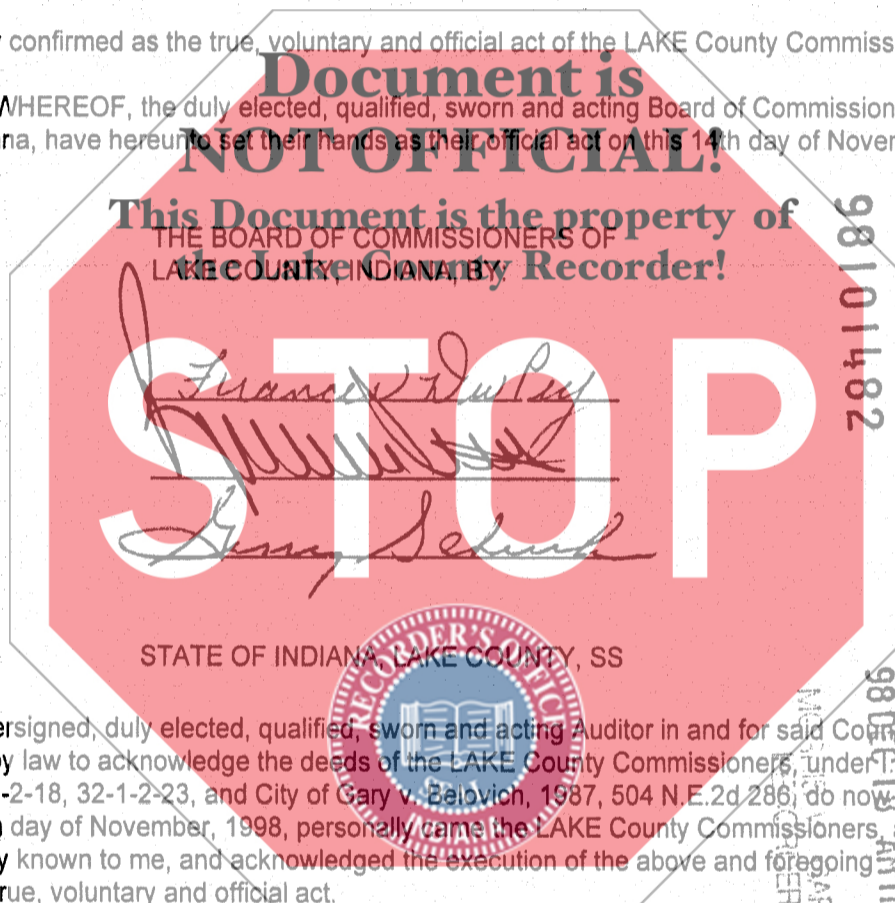 confirmed as the true, voluntary and official act of the LAKE County Commiss
Document is
WHEREOF, the duly elected, qualified, sworn and acting Board of Commission
na, have hereunto set their hands as their official act on this 14th day of Novem
NOT OFFICIAL!
This Document is the property of
THE BOARD OF COMMISSIONERS OF
the Lake County Recorder!
LAKE COUNTY, INDIANA, BY:
98101482
STOP
STATE OF INDIANA, LAKE COUNTY, SS
RECORDER'S OFFICE
ersigned, duly elected, qualified, sworn and acting Auditor in and for said Coun
by law to acknowledge the deeds of the LAKE County Commissioners, under I.
-2-18, 32-1-2-23, and City of Gary v. Belovich, 1987, 504 N.E.2d 286, do now
day of November, 1998, personally came the LAKE County Commissioners,
known to me, and acknowledged the execution of the above and foregoing
rue, voluntary and official act.
SEAL
INDIANA